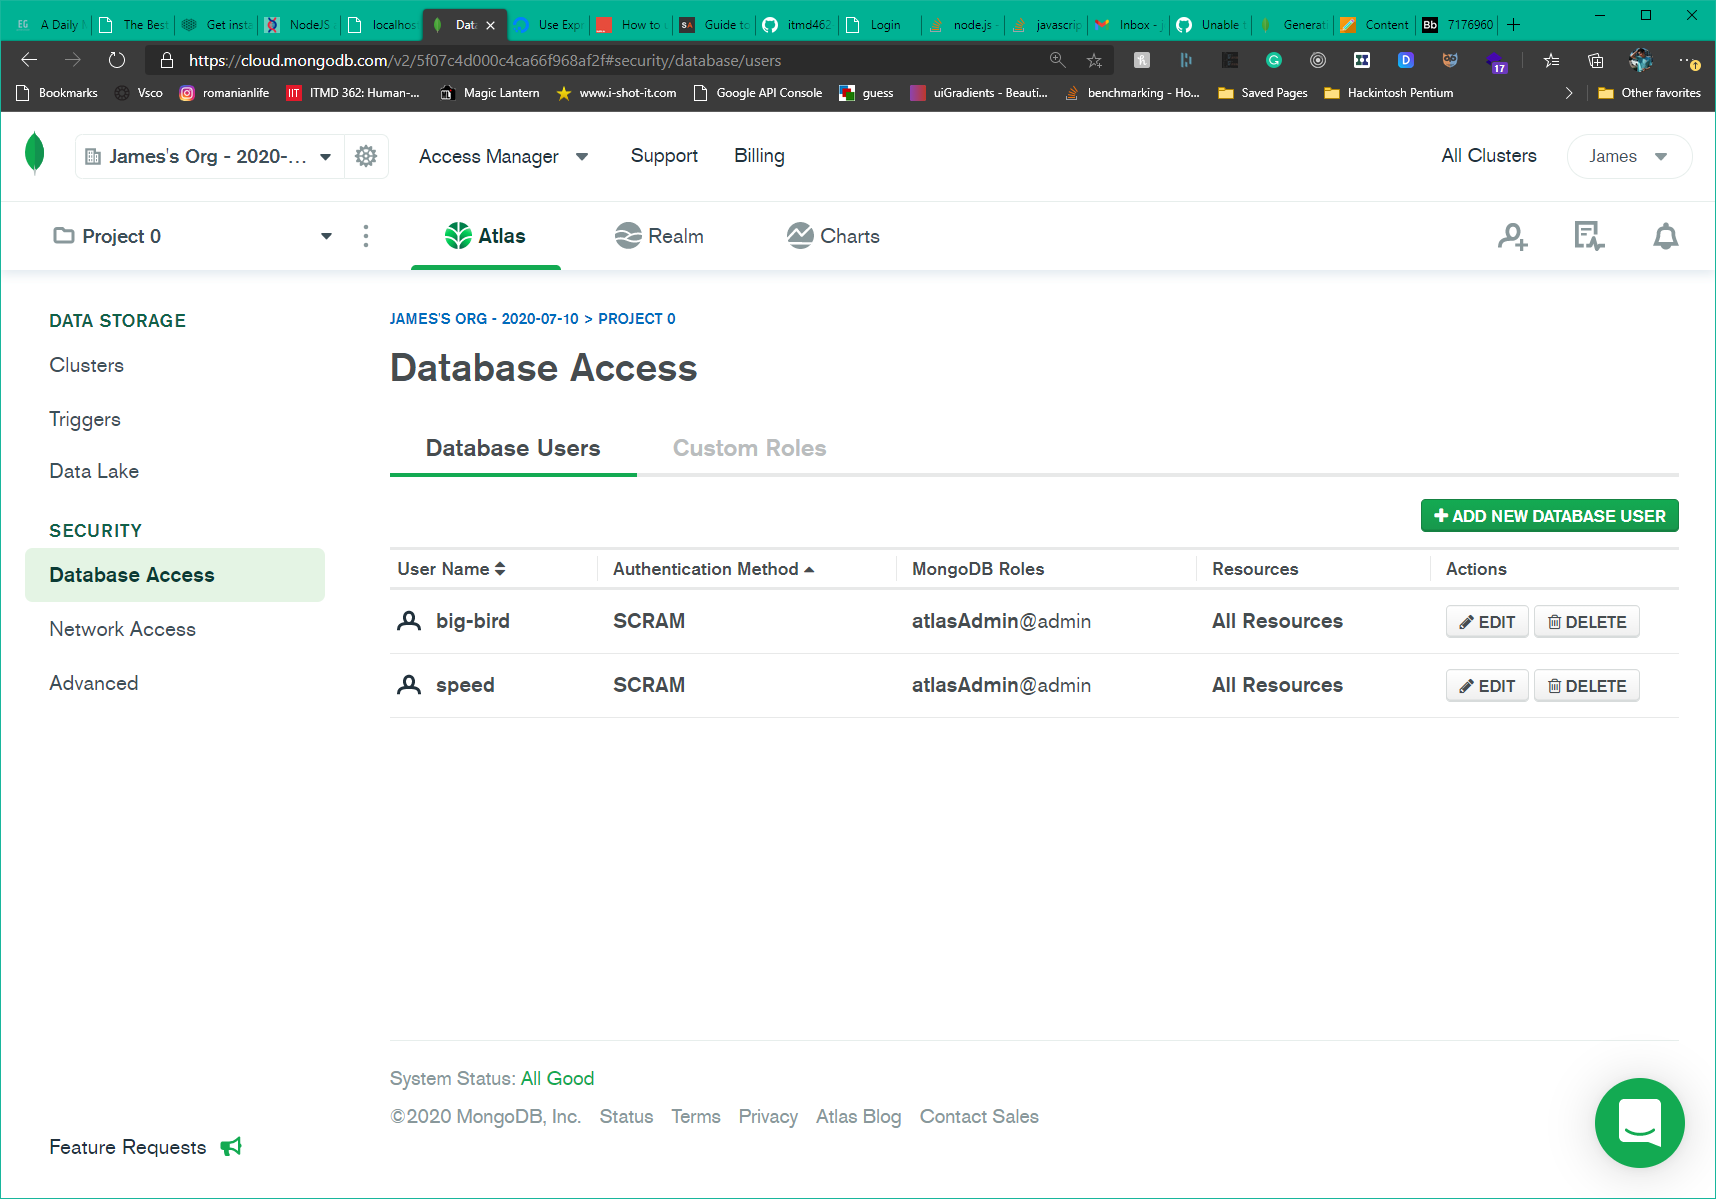 EG A Daily The Best Get insta NodeJS localhos Data Use Exp How to SA Guide to itmd462 Login node.js javascrip Inbox - Unable Generat Content Bb 7176960
https://cloud.mongodb.com/v2/5f07c4d000c4ca66f968af2f#security/database/users
17
Bookmarks Vsco romanianlife IIT ITMD 362: Human-... Magic Lantern www.i-shot-it.com Google API Console guess uiGradients - Beauti... benchmarking - Ho... Saved Pages Hackintosh Pentium Other favorites
James's Org - 2020-... Access Manager Support Billing All Clusters James
Project 0 Atlas Realm Charts
DATA STORAGE
Clusters
Triggers
Data Lake
SECURITY
Database Access
Network Access
Advanced
Feature Requests
JAMES'S ORG - 2020-07-10 > PROJECT 0
Database Access
Database Users Custom Roles
ADD NEW DATABASE USER
User Name Authentication Method MongoDB Roles Resources Actions
big-bird SCRAM atlasAdmin@admin All Resources EDIT DELETE
speed SCRAM atlasAdmin@admin All Resources EDIT DELETE
System Status: All Good
©2020 MongoDB, Inc. Status Terms Privacy Atlas Blog Contact Sales